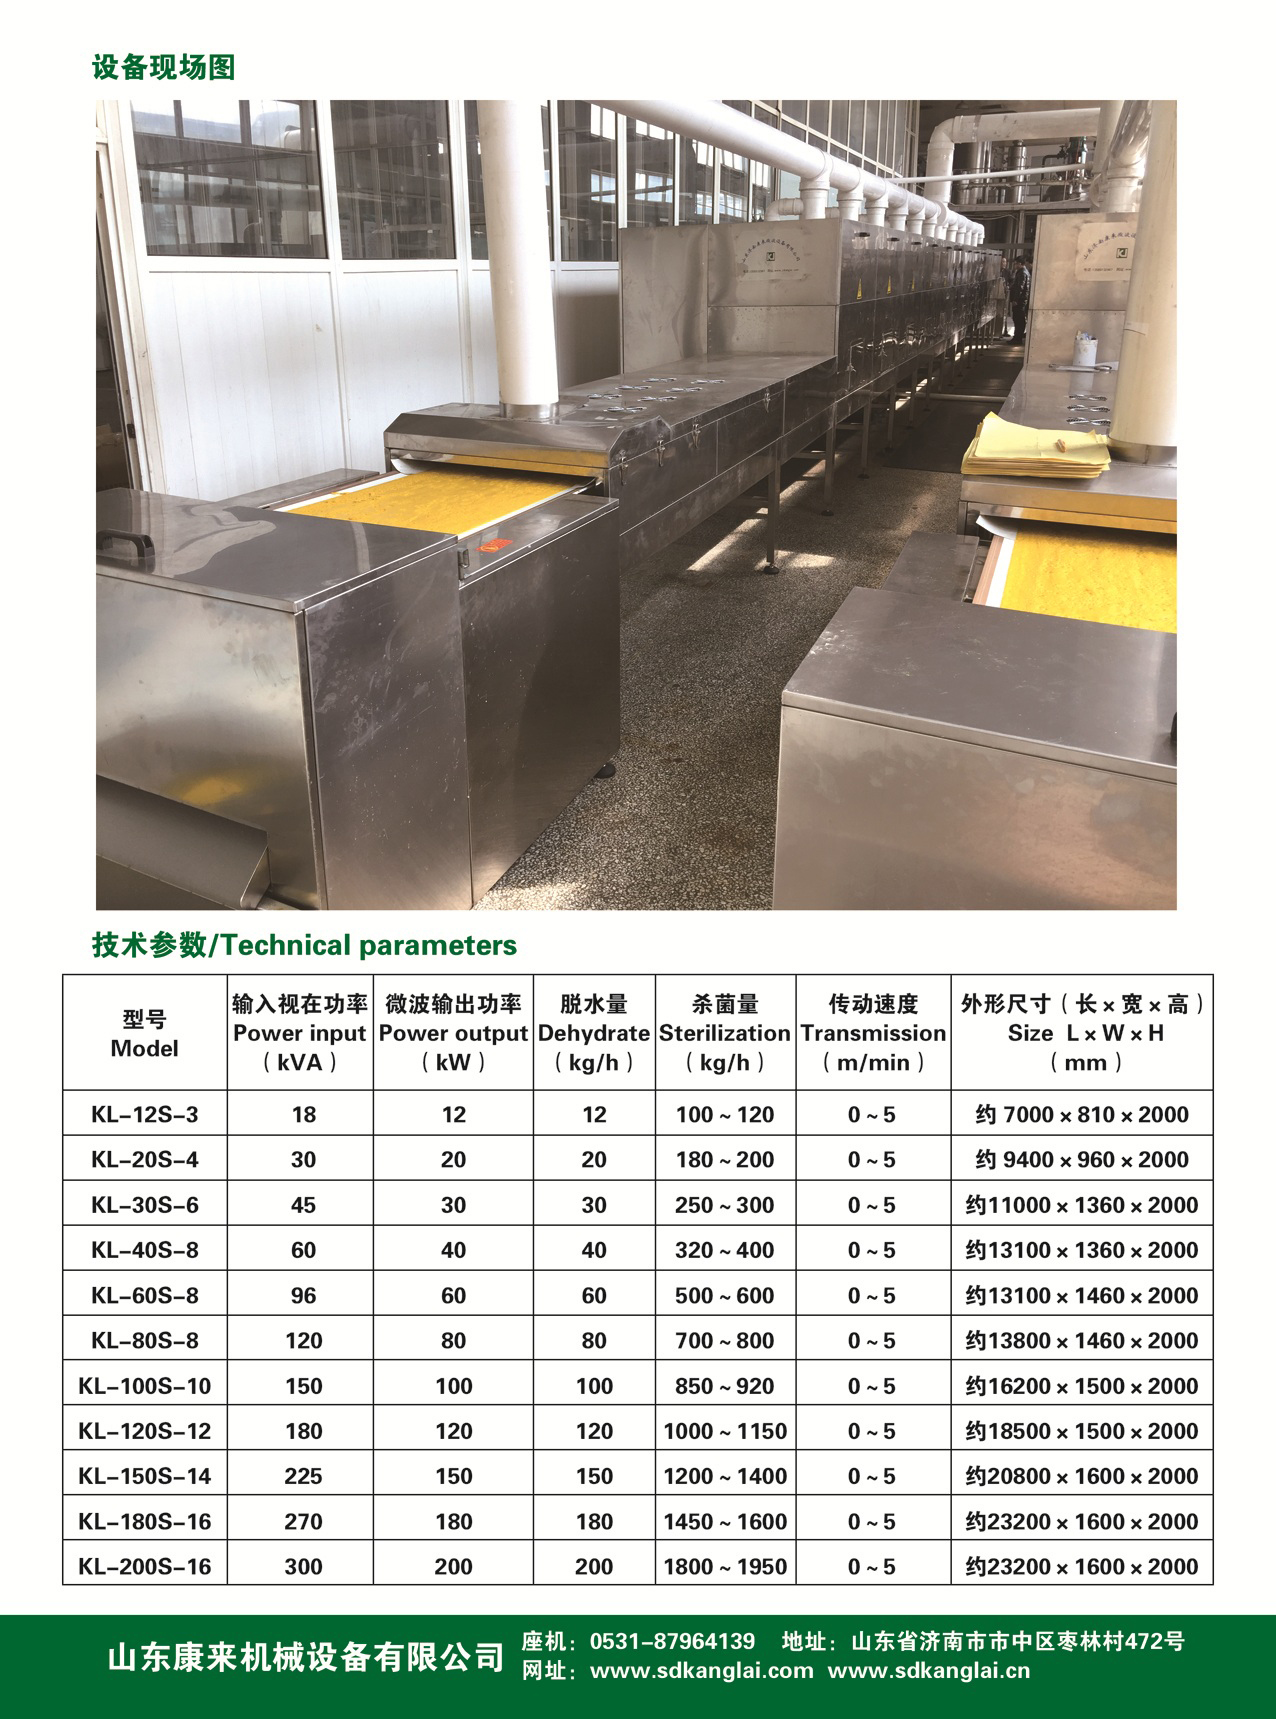 设备现场图
KJ
技术参数/Technical parameters
型号 Model 输入视在功率 Power input （kVA） 微波输出功率 Power output （kW） 脱水量 Dehydrate （kg/h） 杀菌量 Sterilization （kg/h） 传动速度 Transmission （m/min） 外形尺寸（长×宽×高） Size L×W×H （mm）
KL-12S-3 18 12 12 100~120 0~5 约 7000×810×2000
KL-20S-4 30 20 20 180~200 0~5 约 9400×960×2000
KL-30S-6 45 30 30 250~300 0~5 约11000×1360×2000
KL-40S-8 60 40 40 320~400 0~5 约13100×1360×2000
KL-60S-8 96 60 60 500~600 0~5 约13100×1460×2000
KL-80S-8 120 80 80 700~800 0~5 约13800×1460×2000
KL-100S-10 150 100 100 850~920 0~5 约16200×1500×2000
KL-120S-12 180 120 120 1000~1150 0~5 约18500×1500×2000
KL-150S-14 225 150 150 1200~1400 0~5 约20800×1600×2000
KL-180S-16 270 180 180 1450~1600 0~5 约23200×1600×2000
KL-200S-16 300 200 200 1800~1950 0~5 约23200×1600×2000
山东康来机械设备有限公司
座机：0531-87964139 地址：山东省济南市市中区枣林村472号
网址：www.sdkanglai.com www.sdkanglai.cn